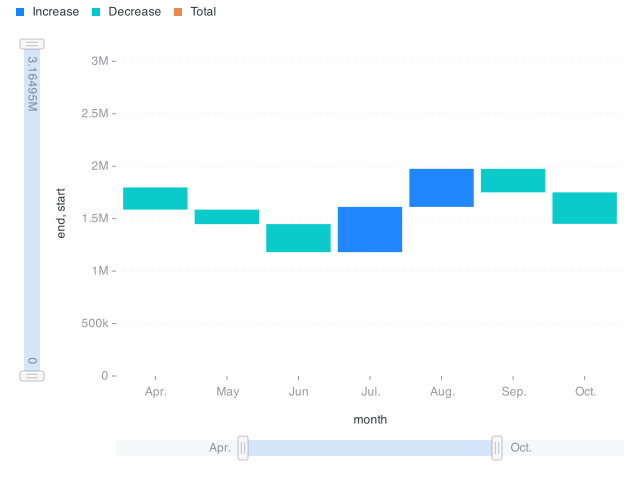 Increase Decrease Total
3.16495M
0
end, start
3M
2.5M
2M
1.5M
1M
500k
0
Apr. May Jun Jul. Aug. Sep. Oct.
month
Apr. Oct.